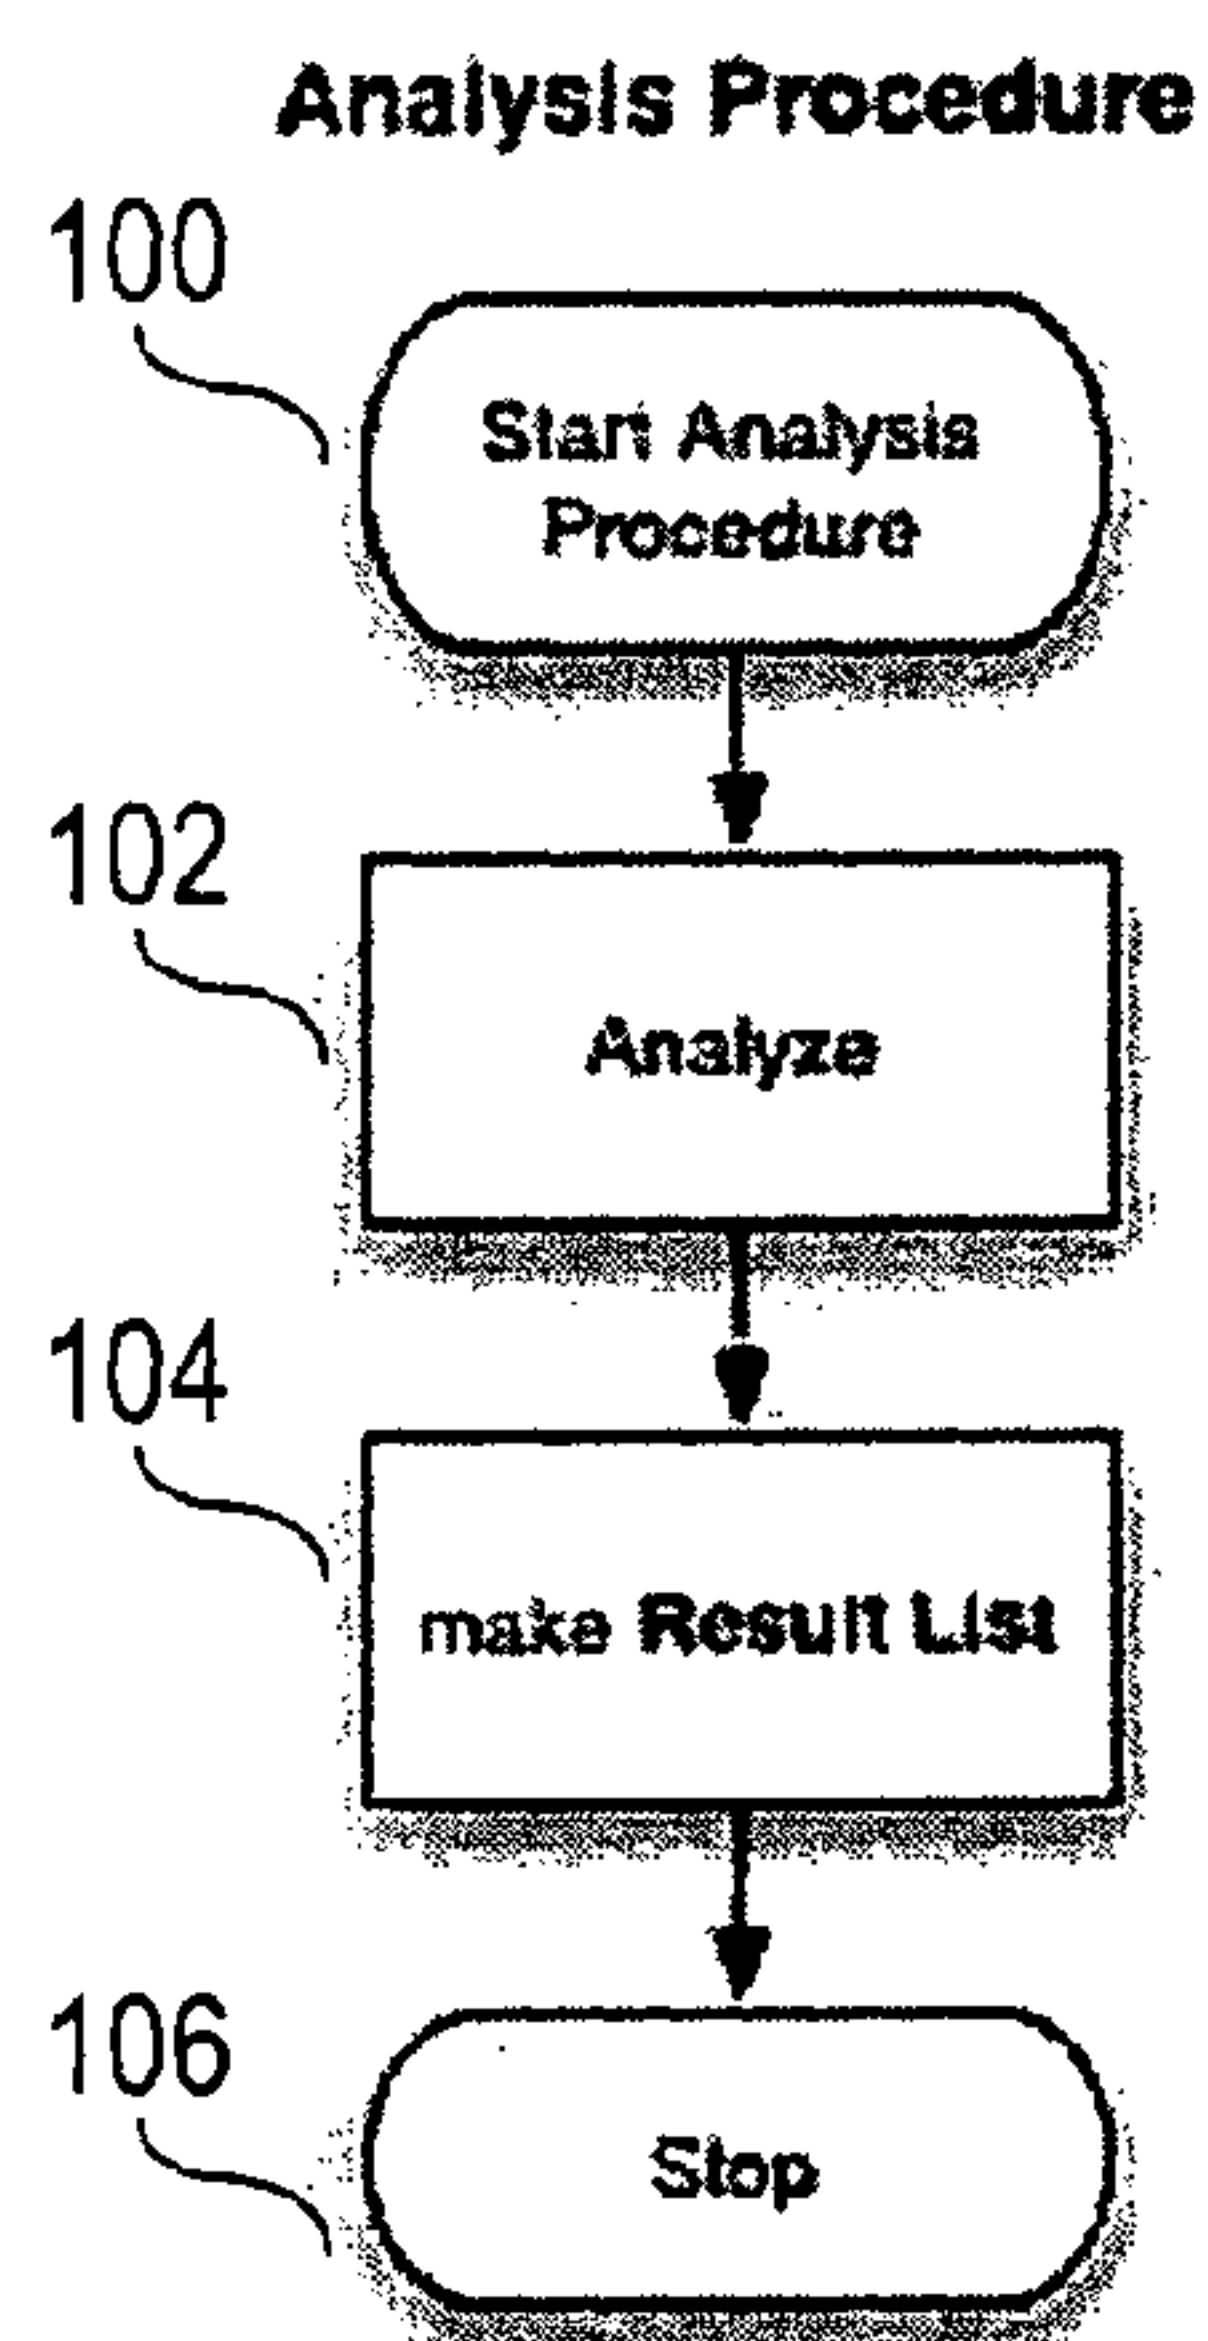 Analysis Procedure
100
Start Analysis
Procedure
102
Analyze
104
make Result List
106
Stop